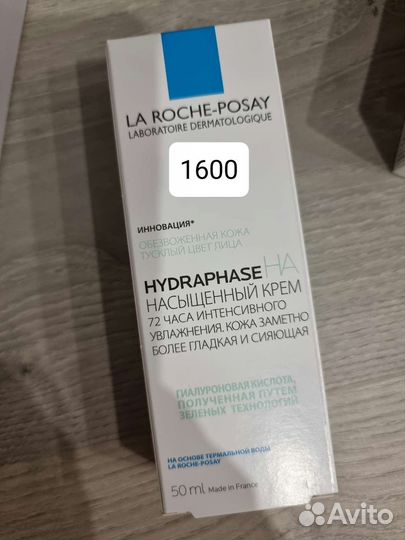 LA ROCHE-POSAY
LABORATOIRE DERMATOLOGIQUE
1600
ИННОВАЦИЯ*
ОБЕЗВОЖЕННАЯ КОЖА
ТУСКЛЫЙ ЦВЕТ ЛИЦА
HYDRAPHASE HA
НАСЫЩЕННЫЙ КРЕМ
72 ЧАСА ИНТЕНСИВНОГО
УВЛАЖНЕНИЯ. КОЖА ЗАМЕТНО
БОЛЕЕ ГЛАДКАЯ И СИЯЮЩАЯ
ГИАЛУРОНОВАЯ КИСЛОТА,
ПОЛУЧЕННАЯ ПУТЕМ
ЗЕЛЕНЫХ ТЕХНОЛОГИЙ
НА ОСНОВЕ ТЕРМАЛЬНОЙ ВОДЫ
LA ROCHE-POSAY
50 ml Made in France
Avito